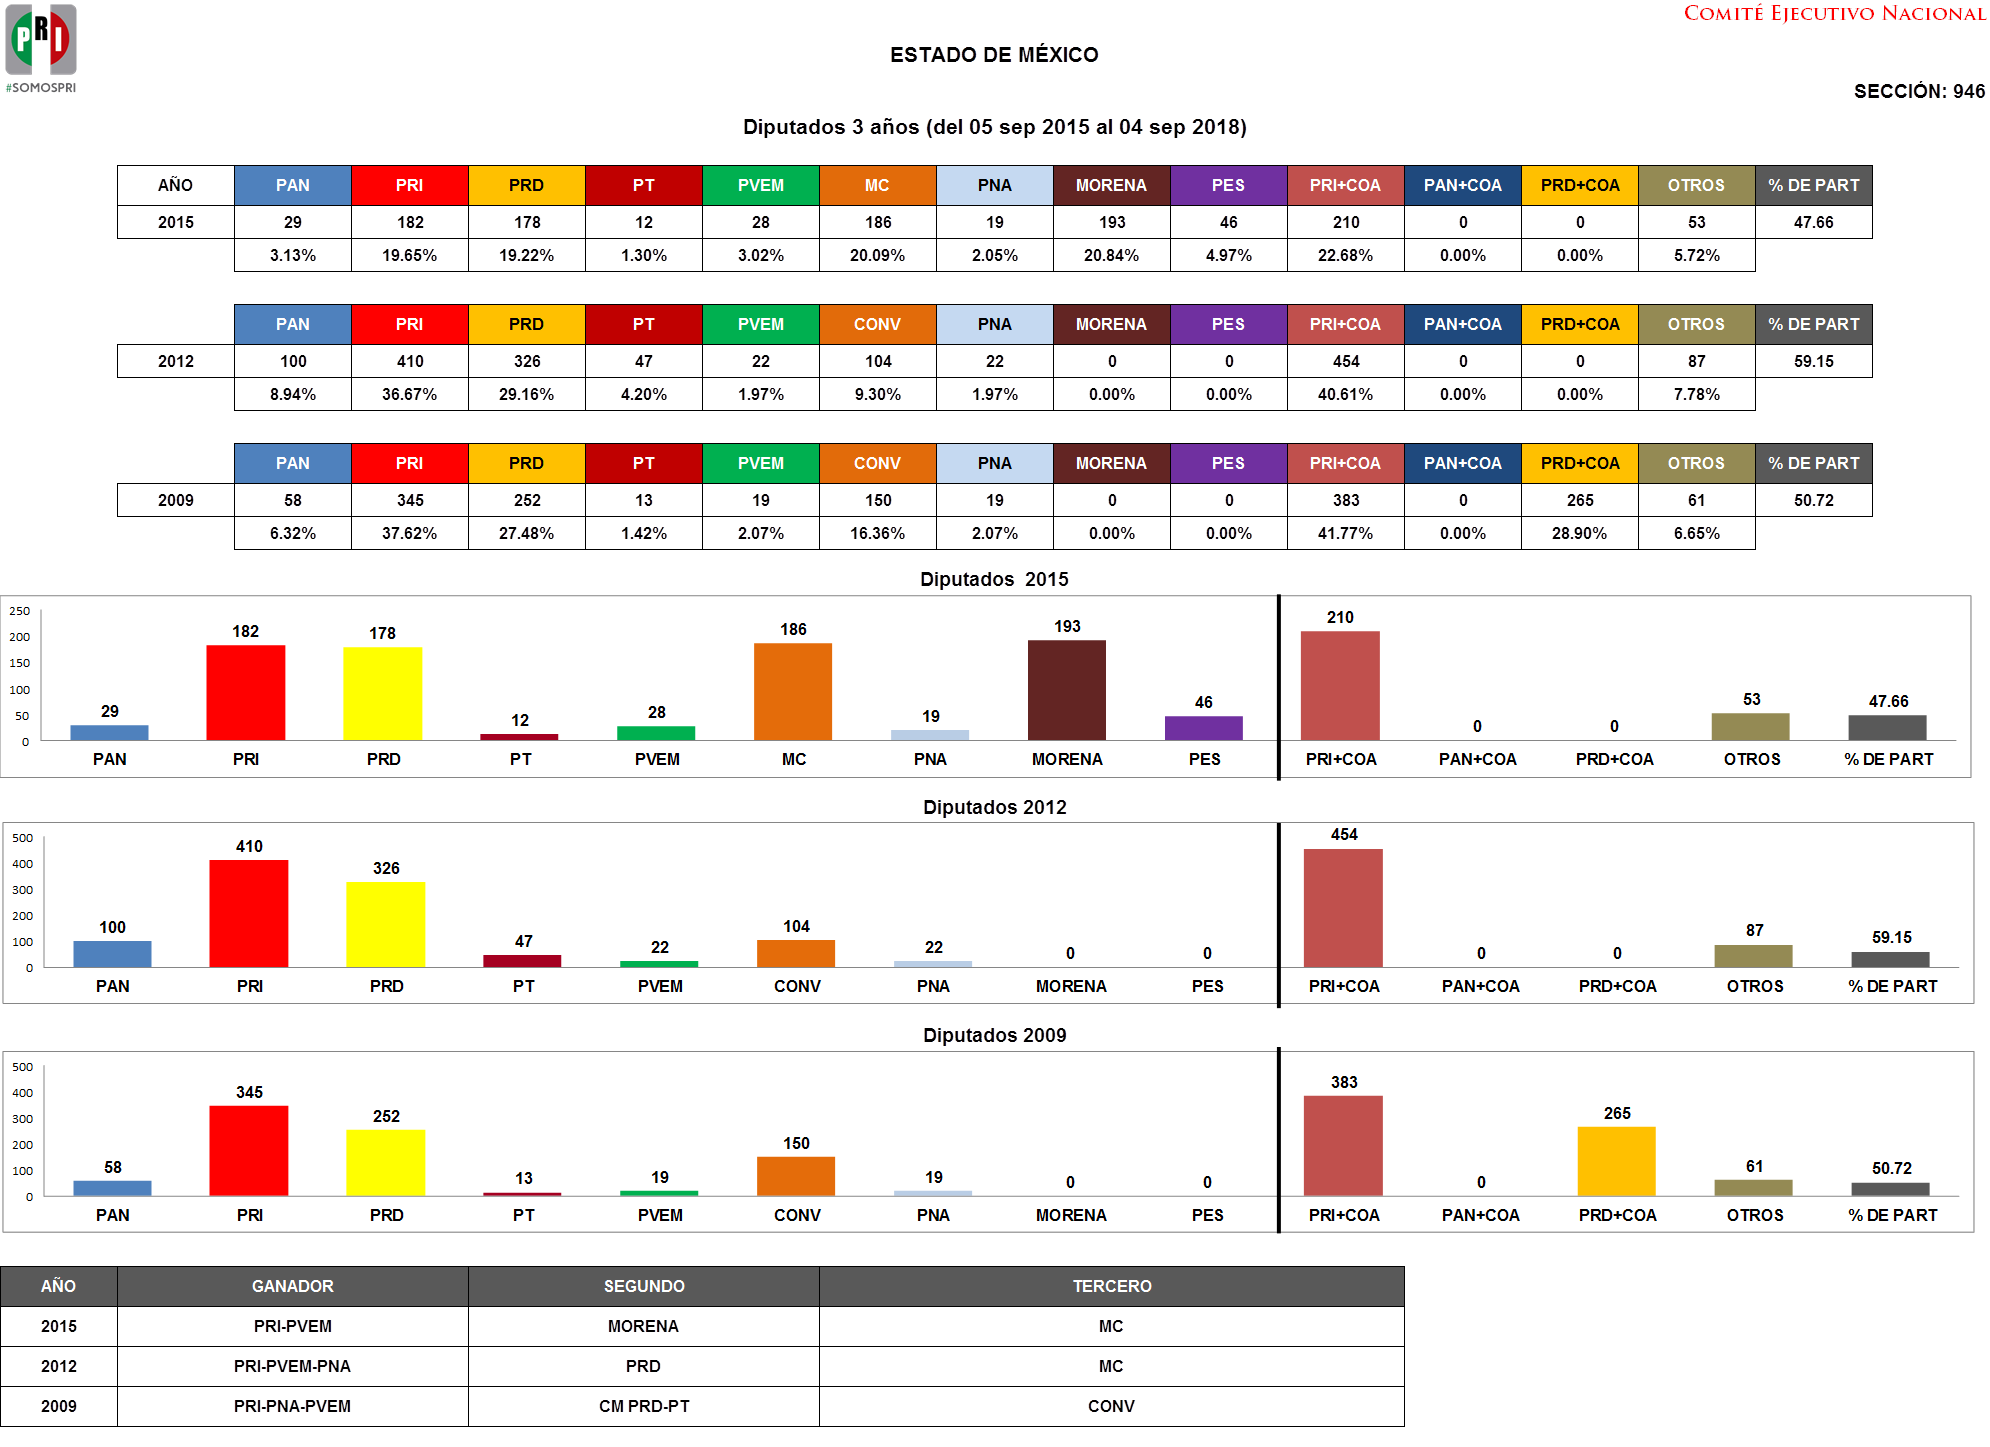 PRI
#SOMOSPRI
COMITÉ EJECUTIVO NACIONAL
ESTADO DE MÉXICO
SECCIÓN: 946
Diputados 3 años (del 05 sep 2015 al 04 sep 2018)
AÑO PAN PRI PRD PT PVEM MC PNA MORENA PES PRI+COA PAN+COA PRD+COA OTROS % DE PART
2015 29 182 178 12 28 186 19 193 46 210 0 0 53 47.66
3.13% 19.65% 19.22% 1.30% 3.02% 20.09% 2.05% 20.84% 4.97% 22.68% 0.00% 0.00% 5.72%
PAN PRI PRD PT PVEM CONV PNA MORENA PES PRI+COA PAN+COA PRD+COA OTROS % DE PART
2012 100 410 326 47 22 104 22 0 0 454 0 0 87 59.15
8.94% 36.67% 29.16% 4.20% 1.97% 9.30% 1.97% 0.00% 0.00% 40.61% 0.00% 0.00% 7.78%
PAN PRI PRD PT PVEM CONV PNA MORENA PES PRI+COA PAN+COA PRD+COA OTROS % DE PART
2009 58 345 252 13 19 150 19 0 0 383 0 265 61 50.72
6.32% 37.62% 27.48% 1.42% 2.07% 16.36% 2.07% 0.00% 0.00% 41.77% 0.00% 28.90% 6.65%
Diputados 2015
250
200
150
100
50
0
29 182 178 12 28 186 19 193 46 210 0 0 53 47.66
PAN PRI PRD PT PVEM MC PNA MORENA PES PRI+COA PAN+COA PRD+COA OTROS % DE PART
Diputados 2012
500
400
300
200
100
0
100 410 326 47 22 104 22 0 0 454 0 0 87 59.15
PAN PRI PRD PT PVEM CONV PNA MORENA PES PRI+COA PAN+COA PRD+COA OTROS % DE PART
Diputados 2009
500
400
300
200
100
0
58 345 252 13 19 150 19 0 0 383 0 265 61 50.72
PAN PRI PRD PT PVEM CONV PNA MORENA PES PRI+COA PAN+COA PRD+COA OTROS % DE PART
AÑO GANADOR SEGUNDO TERCERO
2015 PRI-PVEM MORENA MC
2012 PRI-PVEM-PNA PRD MC
2009 PRI-PNA-PVEM CM PRD-PT CONV